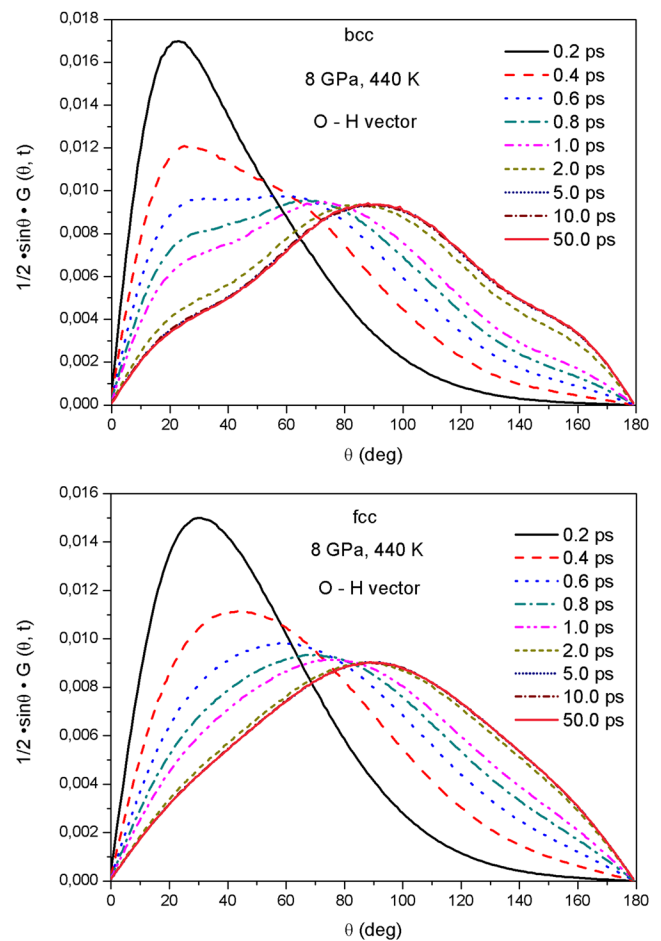 bcc
8 GPa, 440 K
O - H vector
0.2 ps
0.4 ps
0.6 ps
0.8 ps
1.0 ps
2.0 ps
5.0 ps
10.0 ps
50.0 ps
1/2 •sinθ• G (θ, t)
0,018
0,016
0,014
0,012
0,010
0,008
0,006
0,004
0,002
0,000
0 20 40 60 80 100 120 140 160 180
θ (deg)
fcc
8 GPa, 440 K
O - H vector
0.2 ps
0.4 ps
0.6 ps
0.8 ps
1.0 ps
2.0 ps
5.0 ps
10.0 ps
50.0 ps
1/2 •sinθ• G (θ, t)
0,016
0,014
0,012
0,010
0,008
0,006
0,004
0,002
0,000
0 20 40 60 80 100 120 140 160 180
θ (deg)